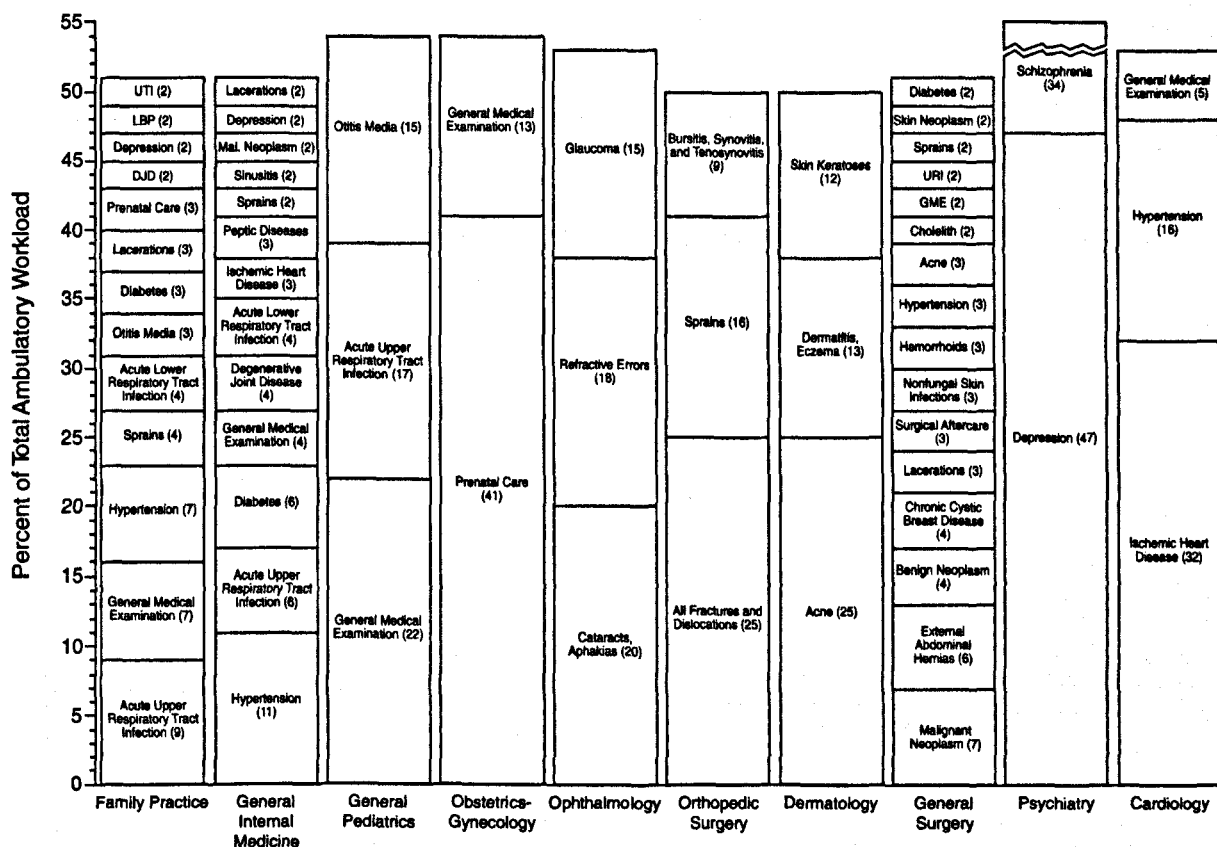 Percent of Total Ambulatory Workload
55
50
45
40
35
30
25
20
15
10
5
0
UTI (2)
LBP (2)
Depression (2)
DJD (2)
Prenatal Care (3)
Lacerations (3)
Diabetes (3)
Otitis Media (3)
Acute Lower
Respiratory Tract
Infection (4)
Sprains (4)
Hypertension (7)
General Medical
Examination (7)
Acute Upper
Respiratory Tract
Infection (9)
Family Practice
Lacerations (2)
Depression (2)
Mal. Neoplasm (2)
Sinusitis (2)
Sprains (2)
Peptic Diseases
(3)
Ischemic Heart
Disease (3)
Acute Lower
Respiratory Tract
Infection (4)
Degenerative
Joint Disease
(4)
General Medical
Examination (4)
Diabetes (6)
Acute Upper
Respiratory Tract
Infection (6)
Hypertension
(11)
General
Internal
Medicine
Otitis Media (15)
Acute Upper
Respiratory Tract
Infection (17)
General Medical
Examination (22)
General
Pediatrics
General Medical
Examination (13)
Prenatal Care
(41)
Obstetrics-
Gynecology
Glaucoma (15)
Refractive Errors
(18)
Cataracts,
Aphakias (20)
Ophthalmology
Bursitis, Synovitis,
and Tenosynovitis
(9)
Sprains (16)
All Fractures and
Dislocations (25)
Orthopedic
Surgery
Skin Keratoses
(12)
Dermatitis,
Eczema (13)
Acne (25)
Dermatology
Diabetes (2)
Skin Neoplasm (2)
Sprains (2)
URI (2)
GME (2)
Cholelith (2)
Acne (3)
Hypertension (3)
Hemorrhoids (3)
Nonfungal Skin
Infections (3)
Surgical Aftercare
(3)
Lacerations (3)
Chronic Cystic
Breast Disease
(4)
Benign Neoplasm
(4)
External
Abdominal
Hernias (6)
Malignant
Neoplasm (7)
General
Surgery
Schizophrenia
(34)
Depression (47)
Psychiatry
General Medical
Examination (5)
Hypertension
(16)
Ischemic Heart
Disease (32)
Cardiology